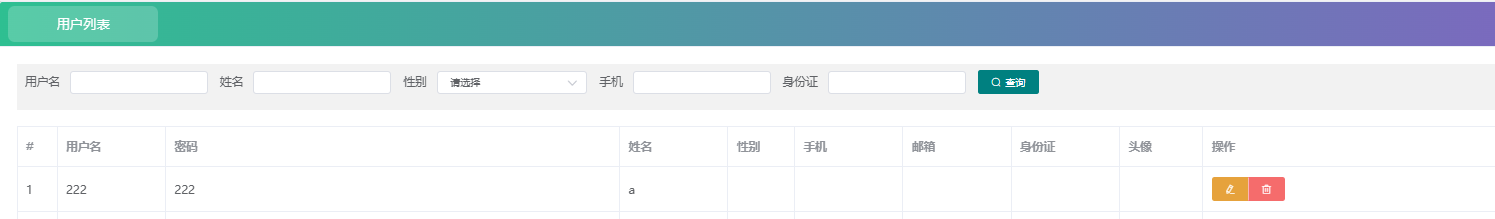 用户列表
用户名 姓名 性别 请选择 手机 身份证 查询
# 用户名 密码 姓名 性别 手机 邮箱 身份证 头像 操作
1 222 222 a